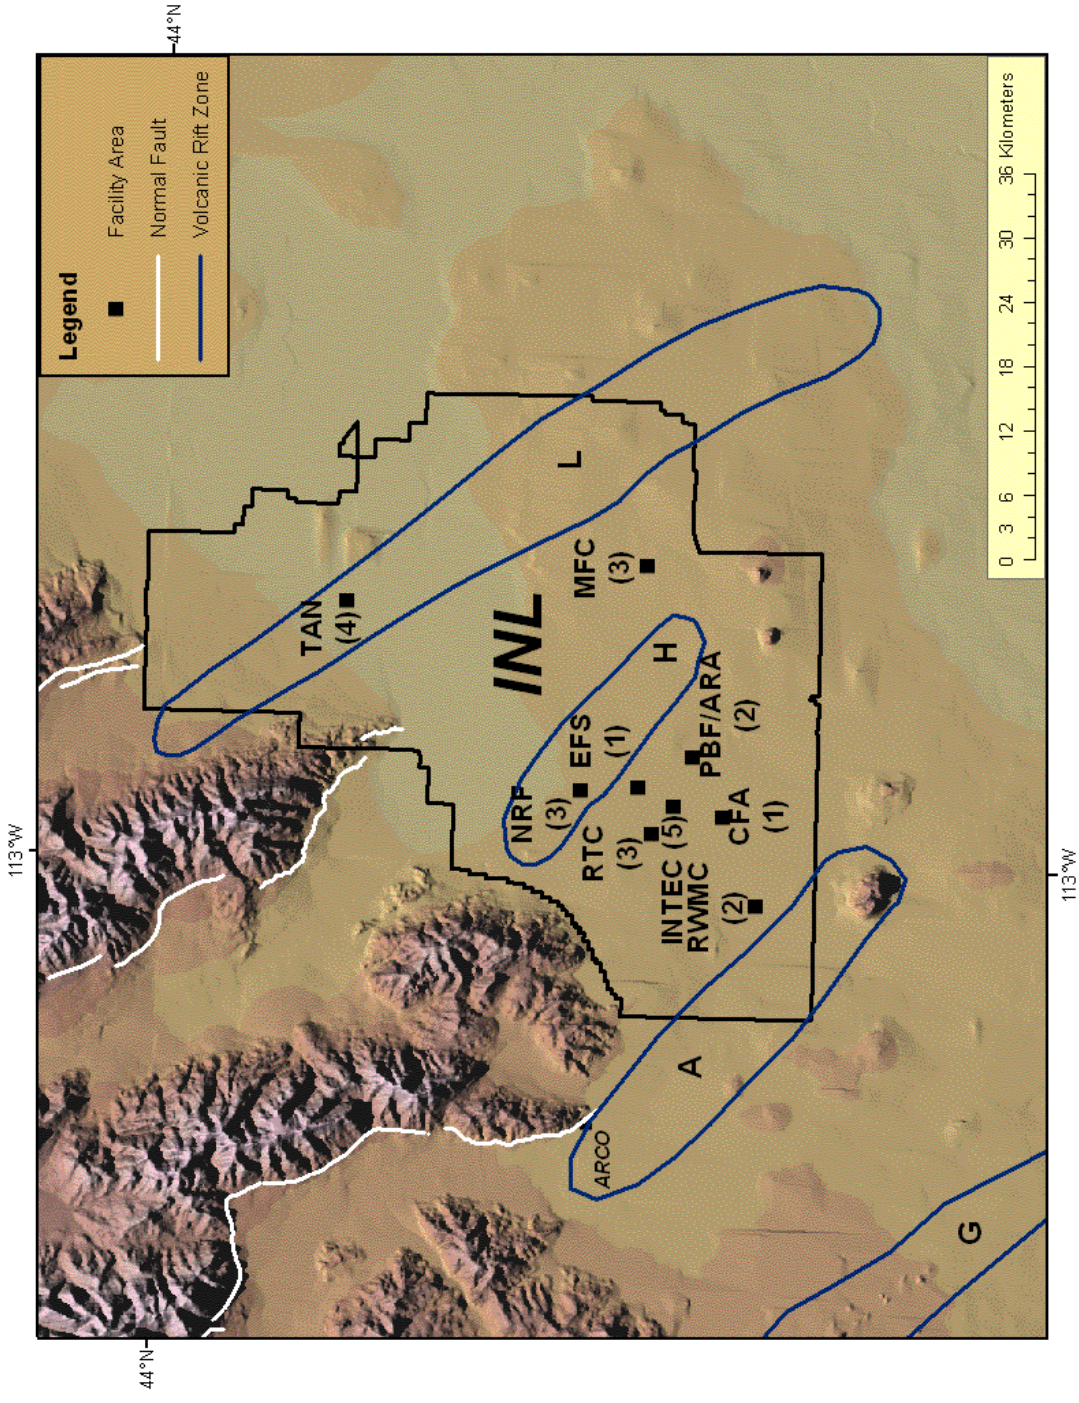 44°N
Legend
Facility Area
Normal Fault
Volcanic Rift Zone
TAN
(4)
L
MFC
(3)
INL
H
NRF
(3)
EFS
(1)
PBF/ARA
(2)
RTC
(3)
INTEC
(5)
CFA
(1)
RWMC
(2)
A
ARCO
G
0 3 6 12 18 24 30 36 Kilometers
113°W
113°W
44°N